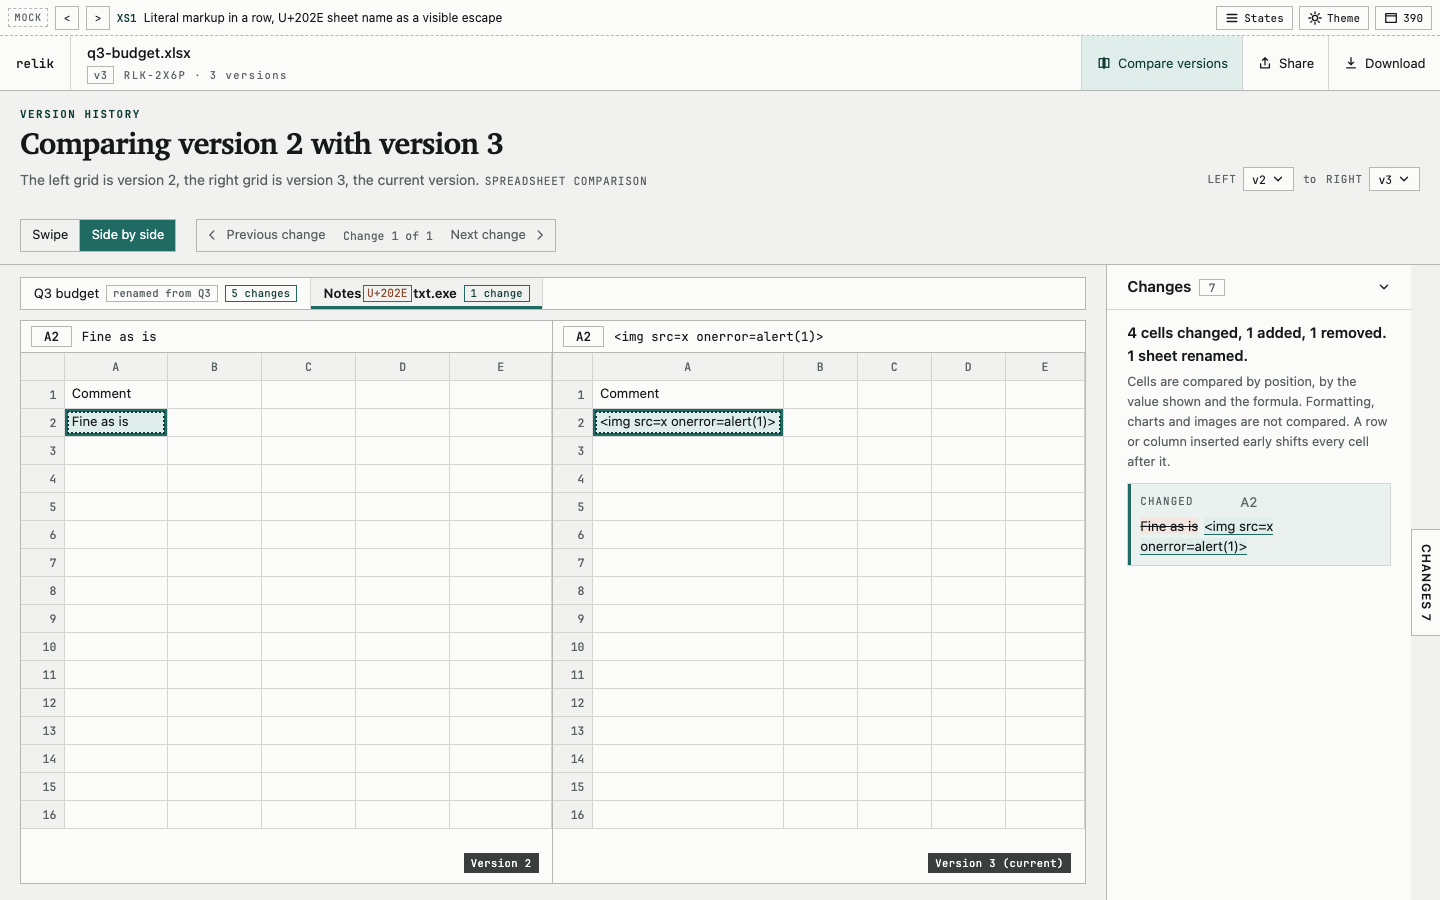 MOCK < > XS1 Literal markup in a row, U+202E sheet name as a visible escape States Theme 390
relik q3-budget.xlsx Compare versions Share Download
v3 RLK-2X6P · 3 versions
VERSION HISTORY
Comparing version 2 with version 3
The left grid is version 2, the right grid is version 3, the current version. SPREADSHEET COMPARISON LEFT v2 to RIGHT v3
Swipe Side by side Previous change Change 1 of 1 Next change
Q3 budget renamed from Q3 5 changes Notes U+202E txt.exe 1 change
A2 Fine as is A2 <img src=x onerror=alert(1)>
A B C D E A B C D E
1 Comment 1 Comment
2 Fine as is 2 <img src=x onerror=alert(1)>
3 3
4 4
5 5
6 6
7 7
8 8
9 9
10 10
11 11
12 12
13 13
14 14
15 15
16 16
Version 2 Version 3 (current)
Changes 7
4 cells changed, 1 added, 1 removed.
1 sheet renamed.
Cells are compared by position, by the
value shown and the formula. Formatting,
charts and images are not compared. A row
or column inserted early shifts every cell
after it.
CHANGED A2
Fine as is <img src=x
onerror=alert(1)>
CHANGES 7